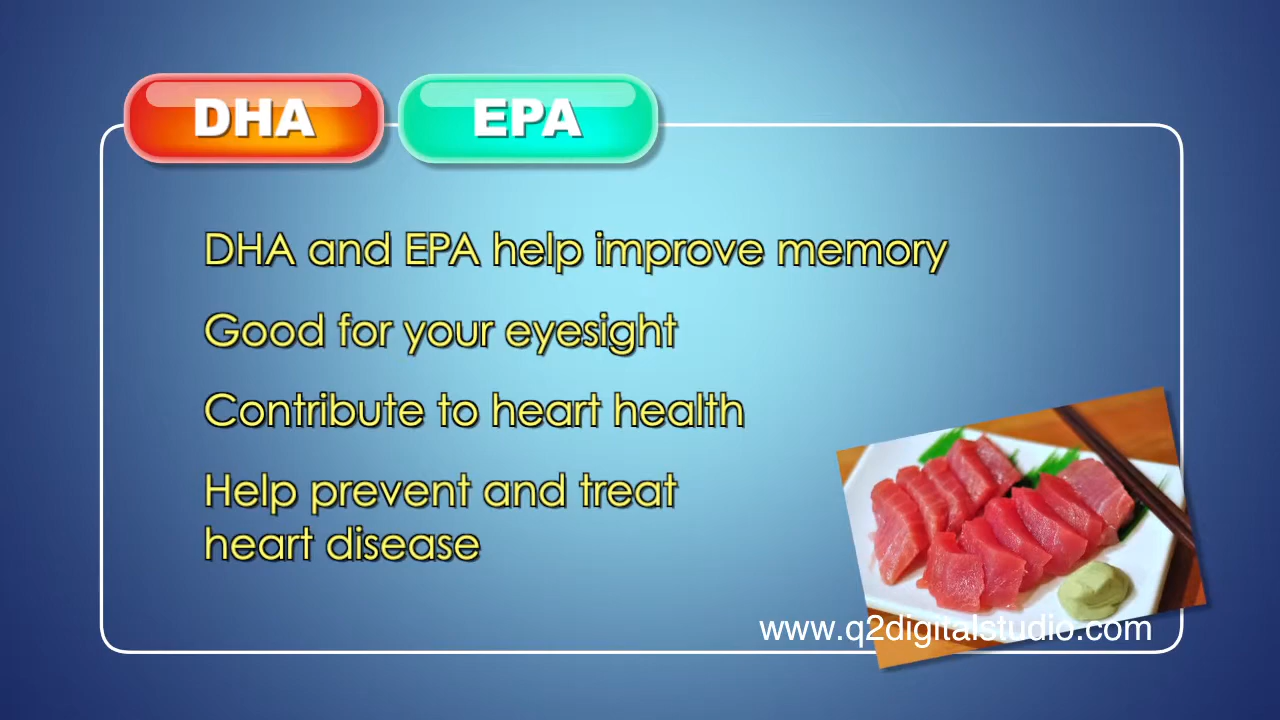 DHA EPA
DHA and EPA help improve memory
Good for your eyesight
Contribute to heart health
Help prevent and treat
heart disease
www.q2digitalstudio.com